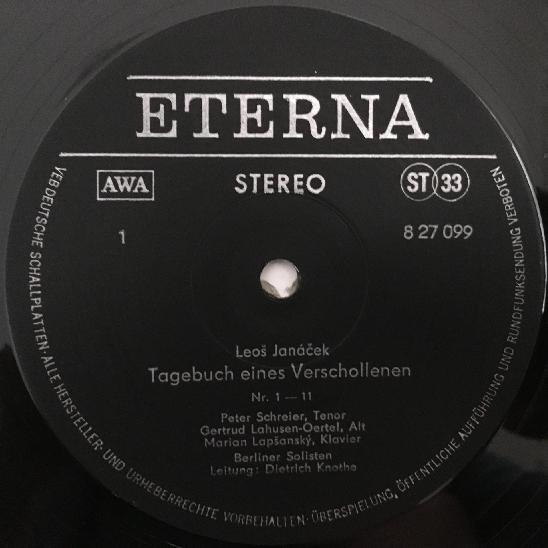 ETERNA
AWA STEREO ST 33
1 8 27 099
Leoš Janáček
Tagebuch eines Verschollenen
Nr. 1 — 11
Peter Schreier, Tenor
Gertrud Lahusen-Oertel, Alt
Marian Lapšanský, Klavier
Berliner Solisten
Leitung: Dietrich Knothe
VEB DEUTSCHE SCHALLPLATTEN · ALLE HERSTELLER- UND URHEBERRECHTE VORBEHALTEN · ÜBERSPIELUNG, ÖFFENTLICHE AUFFÜHRUNG UND RUNDFUNKSENDUNG VERBOTEN